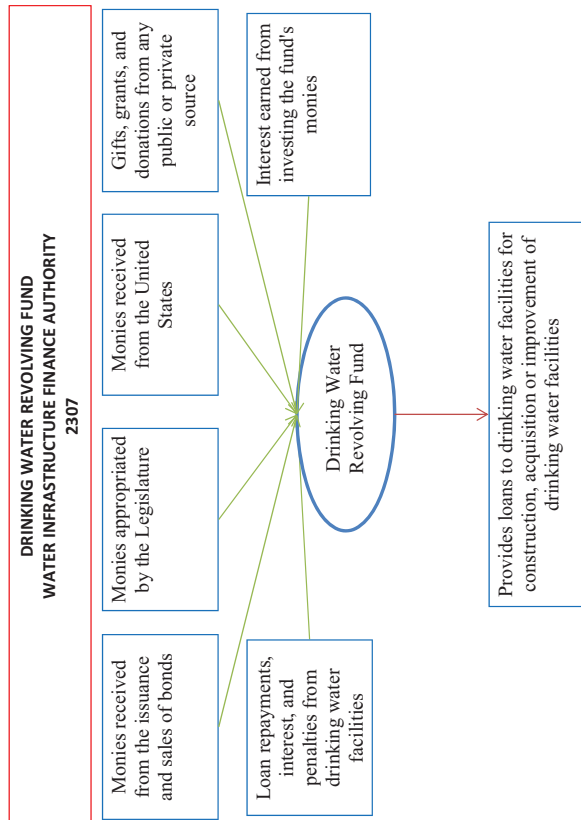 DRINKING WATER REVOLVING FUND
WATER INFRASTRUCTURE FINANCE AUTHORITY
2307
Monies received
from the issuance
and sales of bonds
Monies appropriated
by the Legislature
Monies received
from the United
States
Gifts, grants, and
donations from any
public or private
source
Loan repayments,
interest, and
penalties from
drinking water
facilities
Interest earned from
investing the fund's
monies
Drinking Water
Revolving Fund
Provides loans to drinking water facilities for
construction, acquisition or improvement of
drinking water facilities